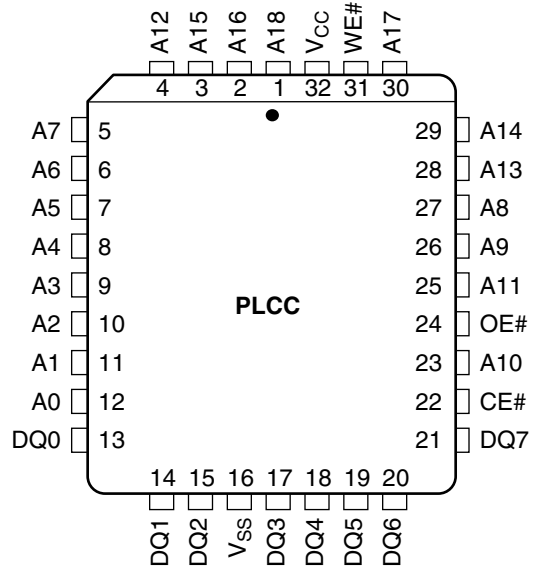 A12 A15 A16 A18 VCC WE# A17
4 3 2 1 32 31 30
A7 5 29 A14
A6 6 28 A13
A5 7 27 A8
A4 8 26 A9
A3 9 25 A11
PLCC
A2 10 24 OE#
A1 11 23 A10
A0 12 22 CE#
DQ0 13 21 DQ7
14 15 16 17 18 19 20
DQ1 DQ2 VSS DQ3 DQ4 DQ5 DQ6